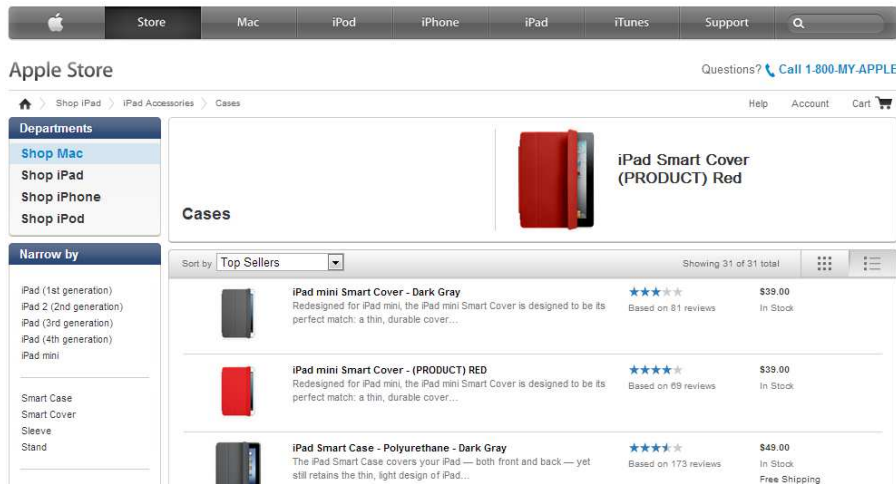 Store Mac iPod iPhone iPad iTunes Support
Apple Store
Questions? Call 1-800-MY-APPLE
Shop iPad iPad Accessories Cases
Help Account Cart
Departments
Shop Mac
Shop iPad
Shop iPhone
Shop iPod
Cases
iPad Smart Cover
(PRODUCT) Red
Narrow by
iPad (1st generation)
iPad 2 (2nd generation)
iPad (3rd generation)
iPad (4th generation)
iPad mini
Smart Case
Smart Cover
Sleeve
Stand
Sort by Top Sellers
Showing 31 of 31 total
iPad mini Smart Cover - Dark Gray
Redesigned for iPad mini, the iPad mini Smart Cover is designed to be its
perfect match: a thin, durable cover...
Based on 81 reviews
$39.00
In Stock
iPad mini Smart Cover - (PRODUCT) RED
Redesigned for iPad mini, the iPad mini Smart Cover is designed to be its
perfect match: a thin, durable cover...
Based on 69 reviews
$39.00
In Stock
iPad Smart Case - Polyurethane - Dark Gray
The iPad Smart Case covers your iPad — both front and back — yet
still retains the thin, light design of iPad...
Based on 173 reviews
$49.00
In Stock
Free Shipping